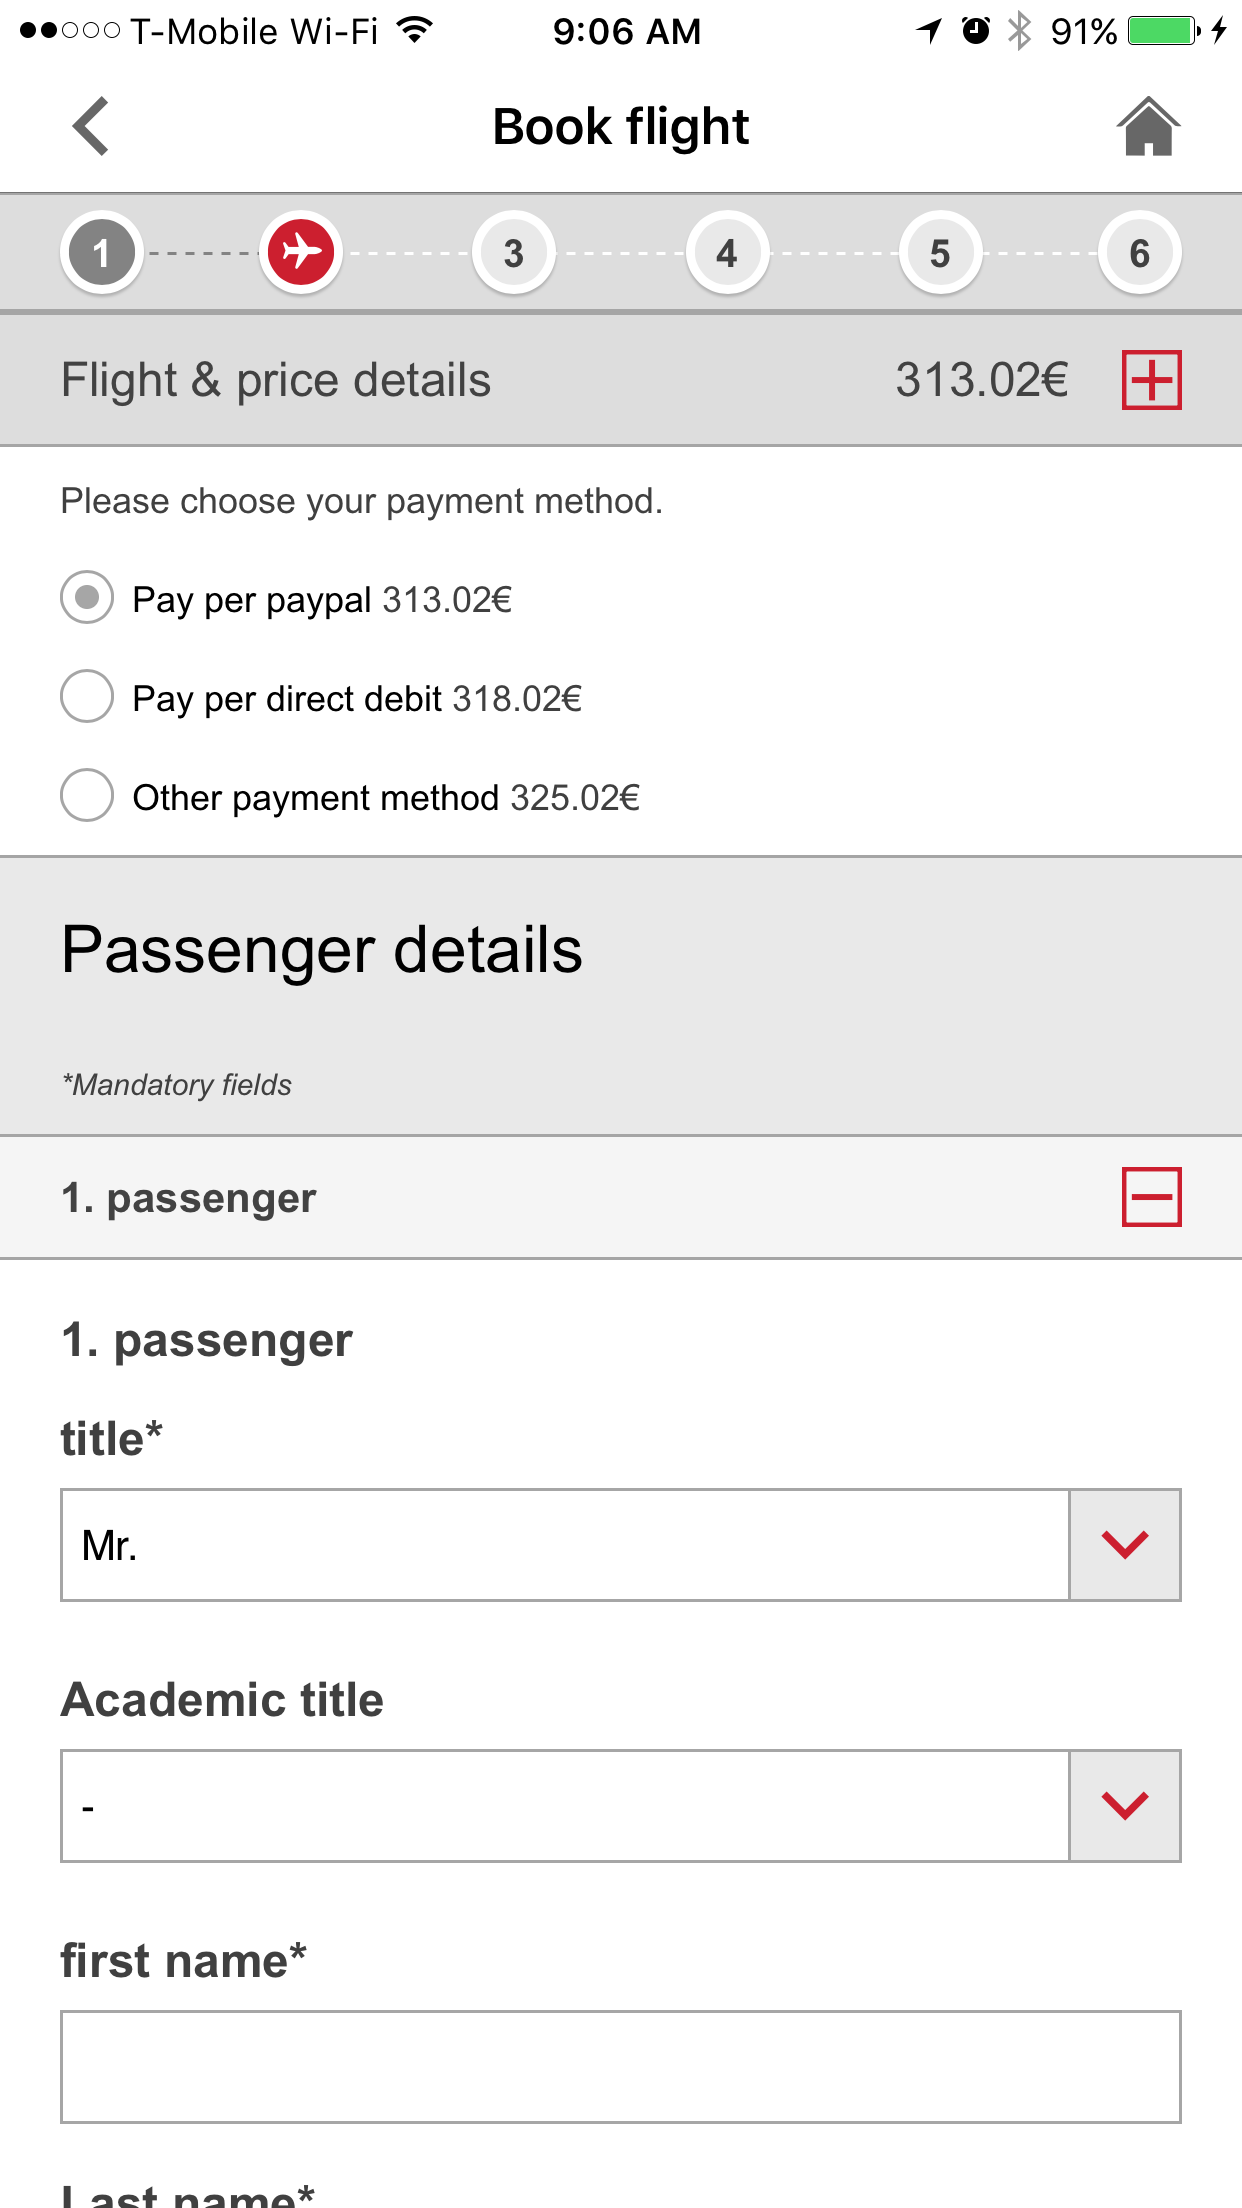 T-Mobile Wi-Fi 9:06 AM 91%
Book flight
1 3 4 5 6
Flight & price details 313.02€
Please choose your payment method.
Pay per paypal 313.02€
Pay per direct debit 318.02€
Other payment method 325.02€
Passenger details
*Mandatory fields
1. passenger
1. passenger
title*
Mr.
Academic title
-
first name*
Last name*